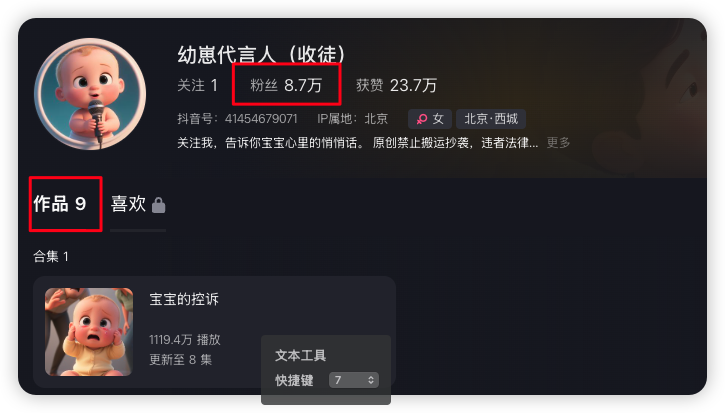 幼崽代言人（收徒）
关注 1 粉丝 8.7万 获赞 23.7万
抖音号：41454679071 IP属地：北京 女 北京·西城
关注我，告诉你宝宝心里的悄悄话。 原创禁止搬运抄袭，违者法律... 更多
作品 9 喜欢
合集 1
宝宝的控诉
1119.4万 播放
更新至 8 集
文本工具
快捷键 7